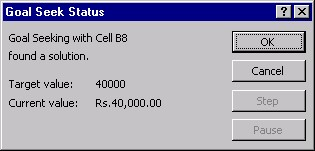 Goal Seek Status
? ×
Goal Seeking with Cell B8
found a solution.
OK
Cancel
Target value: 40000
Current value: Rs.40,000.00
Step
Pause